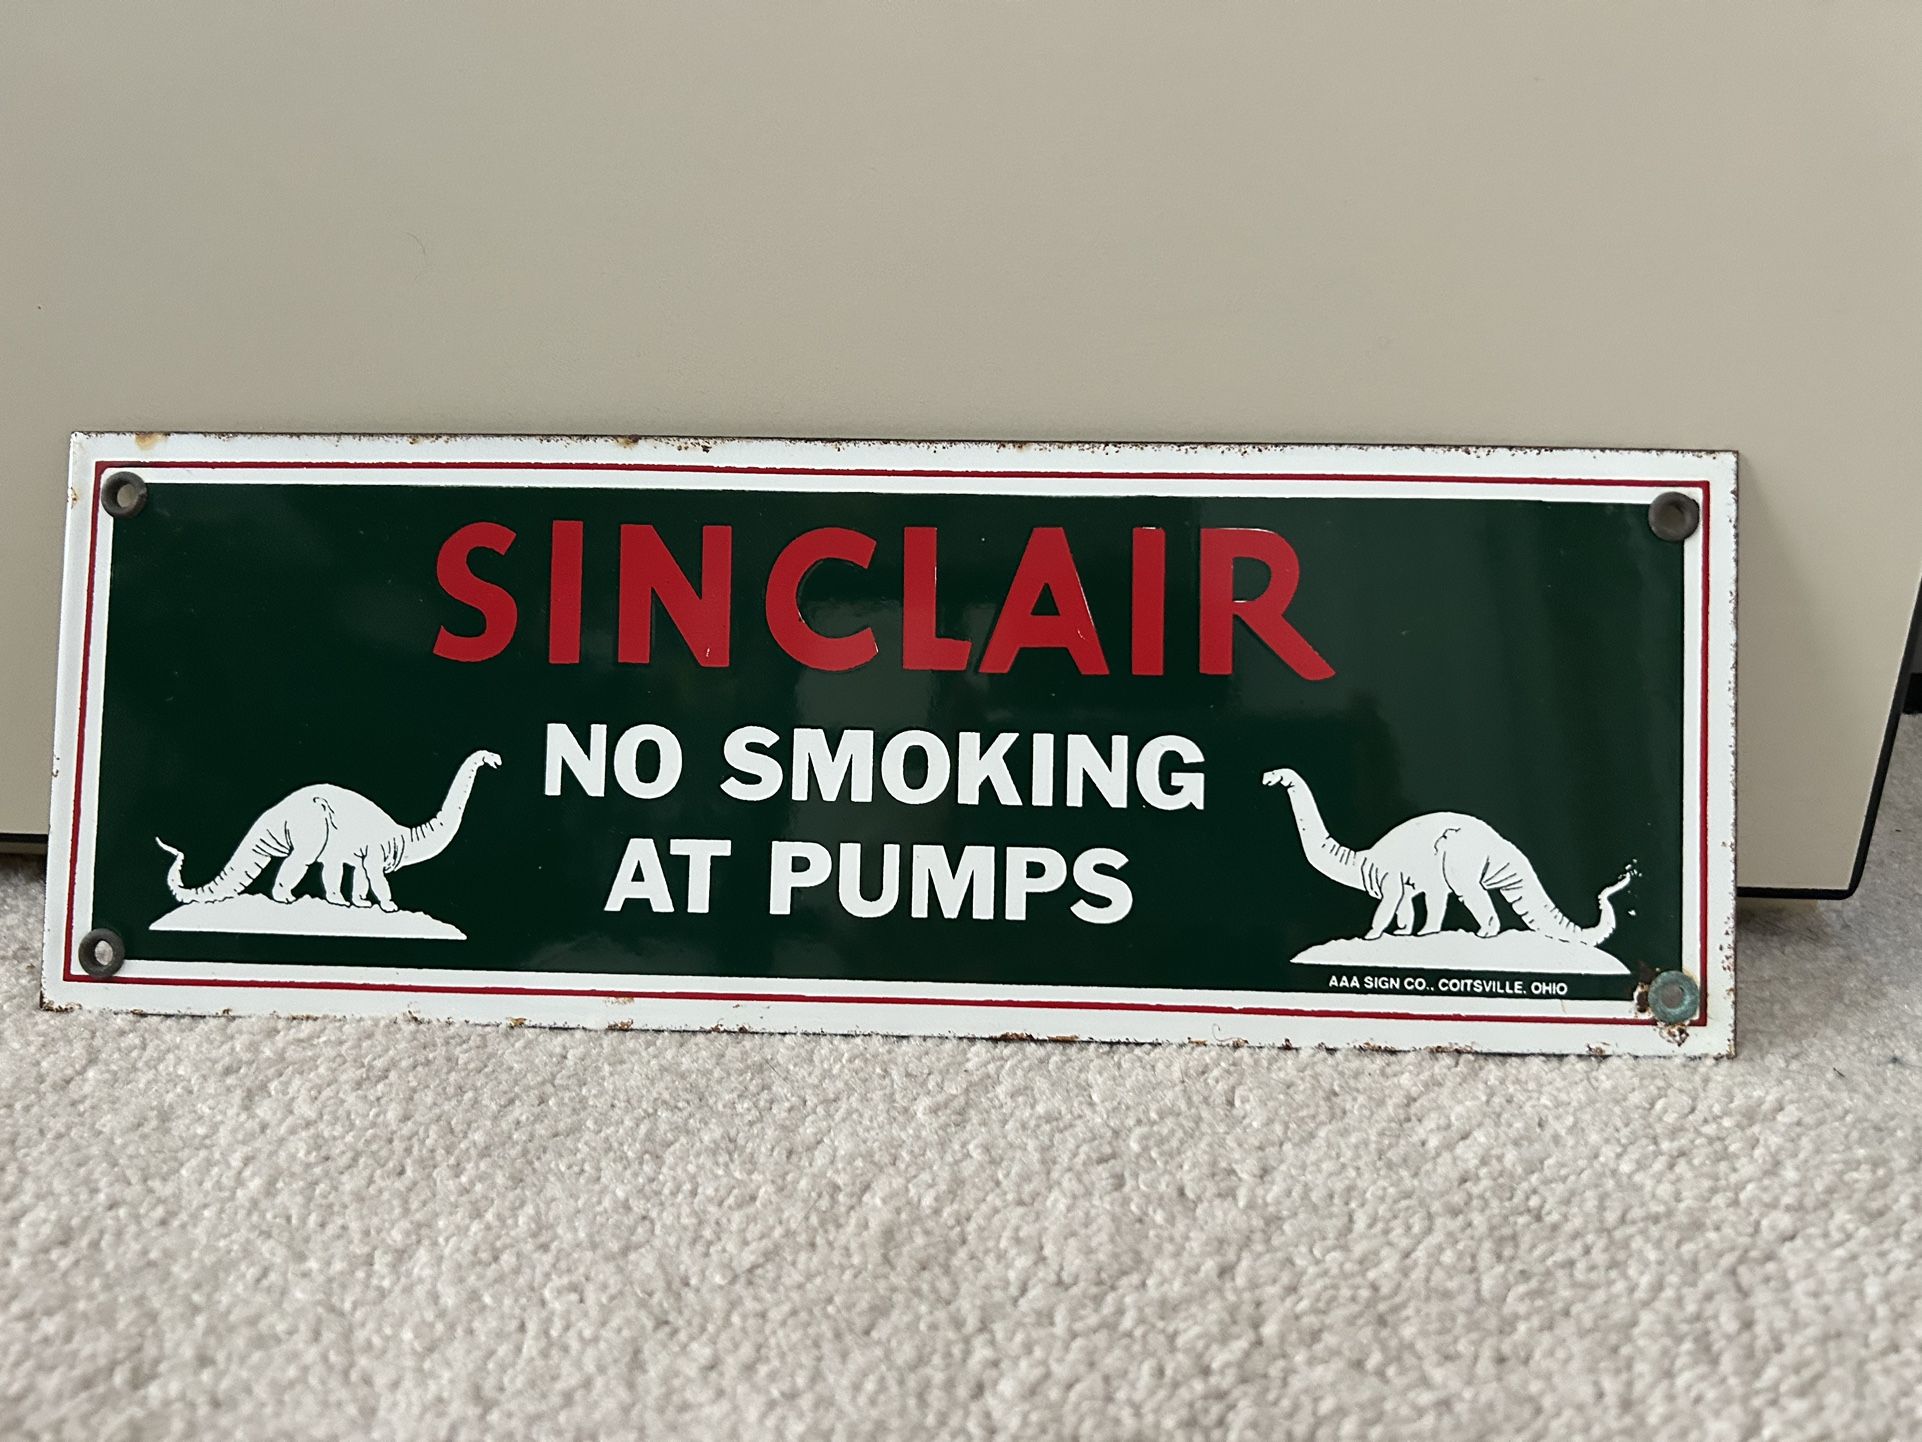 SINCLAIR
NO SMOKING
AT PUMPS
AAA SIGN CO., COITSVILLE, OHIO